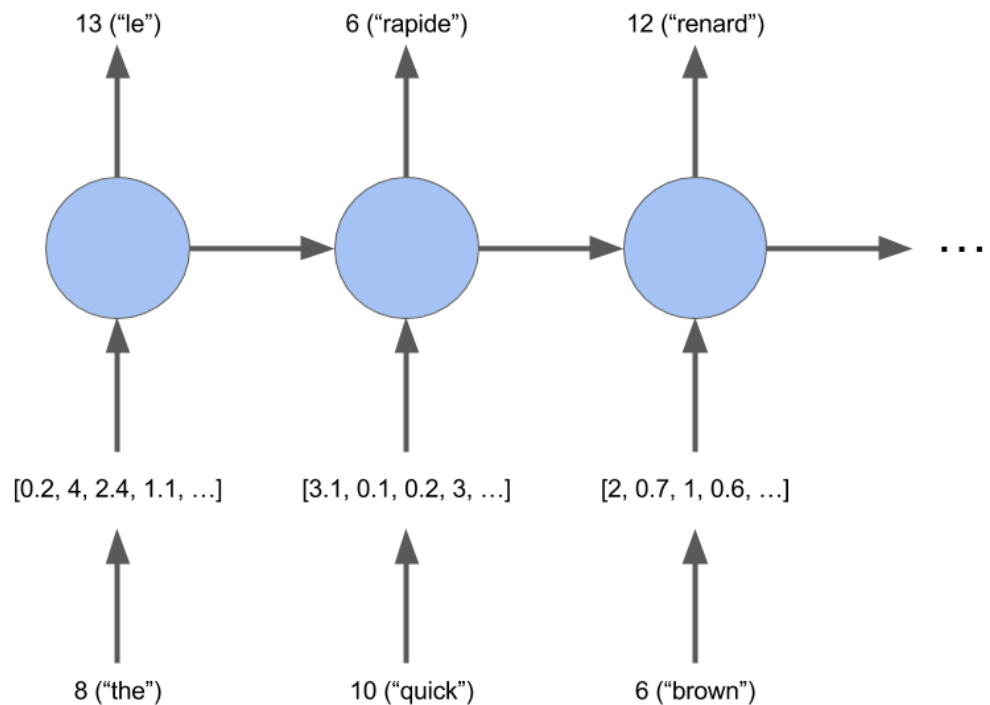 13 (“le”) 6 (“rapide”) 12 (“renard”)
...
[0.2, 4, 2.4, 1.1, …] [3.1, 0.1, 0.2, 3, …] [2, 0.7, 1, 0.6, …]
8 (“the”) 10 (“quick”) 6 (“brown”)